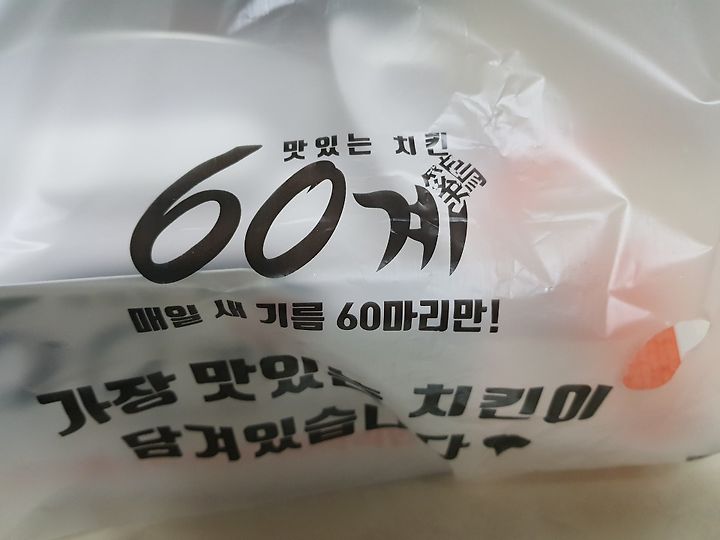 맛있는 치킨
60계 鷄
매일 새 기름 60마리만!
가장 맛있는 치킨이
담겨있습니다